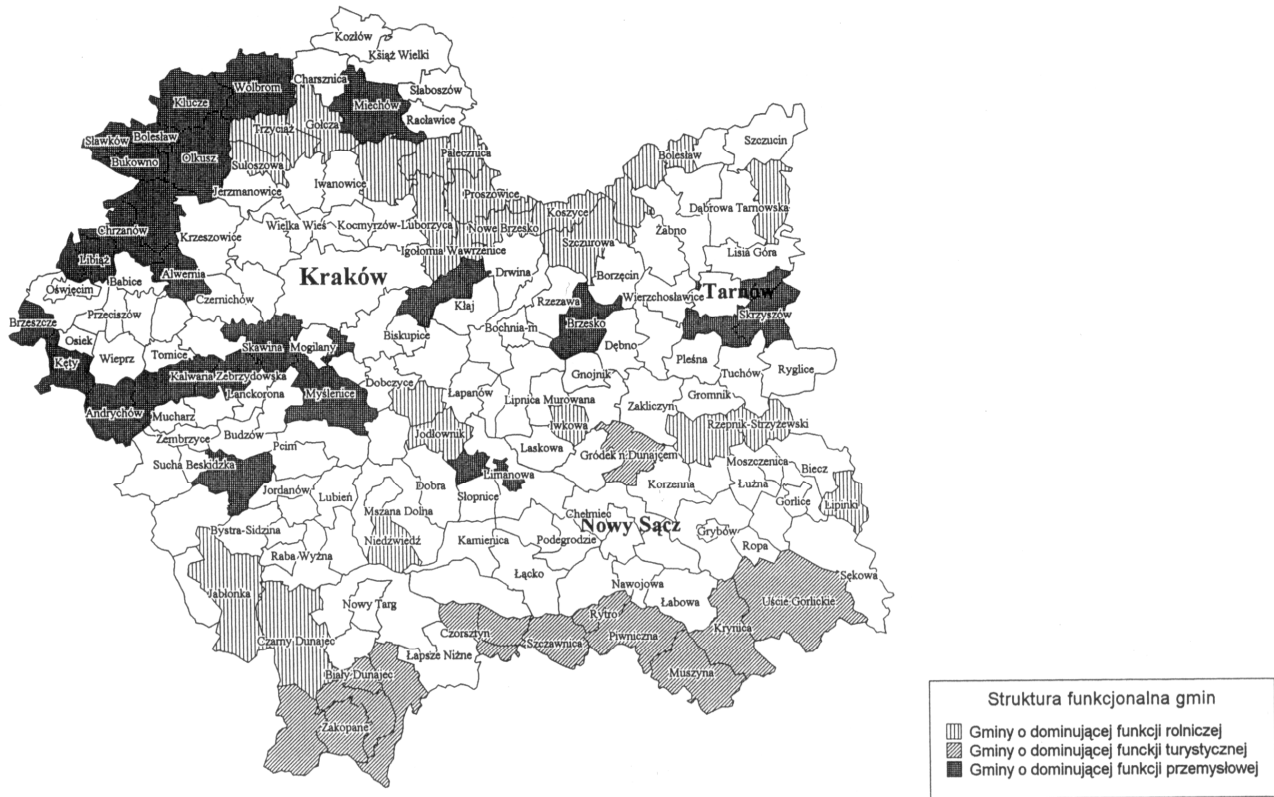 Kozłów
Książ Wielki
Charsznica
Wolbrom
Słaboszów
Klucze
Miechów
Racławice
Gołcza
Trzyciąż
Sławków
Bolesław
Bukowno
Olkusz
Sułoszowa
Jerzmanowice
Iwanowice
Pałecznica
Proszowice
Bolesław
Szczucin
Dąbrowa Tarnowska
Chrzanów
Krzeszowice
Wielka Wieś
Kocmyrzów-Luborzyca
Nowe Brzesko
Koszyce
Żabno
Igołomia Wawrzenice
Szczurowa
Lisia Góra
Libiąż
Alwernia
Babice
Kraków
Drwina
Borzęcin
Oświęcim
Czernichów
Kłaj
Rzezawa
Wierzchosławice
Tarnów
Przeciszów
Brzeszcze
Osiek
Skrzyszów
Wieprz
Tomice
Skawina
Mogilany
Biskupice
Bochnia-m
Brzesko
Dębno
Pleśna
Kęty
Kalwaria Zebrzydowska
Lanckorona
Myślenice
Dobczyce
Gnojnik
Tuchów
Ryglice
Andrychów
Mucharz
Łapanów
Lipnica Murowana
Zakliczyn
Gromnik
Zembrzyce
Budzów
Pcim
Jodłownik
Iwkowa
Rzepnik-Strzyżewski
Sucha Beskidzka
Laskowa
Gródek n.Dunajcem
Moszczenica
Biecz
Jordanów
Lubień
Dobra
Limanowa
Słopnice
Korzenna
Łużna
Gorlice
Lipinki
Mszana Dolna
Chełmiec
Nowy Sącz
Bystra-Sidzina
Niedźwiedź
Kamienica
Podegrodzie
Grybów
Raba Wyżna
Ropa
Łącko
Sękowa
Jabłonka
Nowy Targ
Nawojowa
Łabowa
Uście Gorlickie
Czarny Dunajec
Czorsztyn
Szczawnica
Rytro
Piwniczna
Krynica
Łapsze Niżne
Biały Dunajec
Muszyna
Zakopane
Struktura funkcjonalna gmin
Gminy o dominującej funkcji rolniczej
Gminy o dominującej funckji turystycznej
Gminy o dominującej funkcji przemysłowej